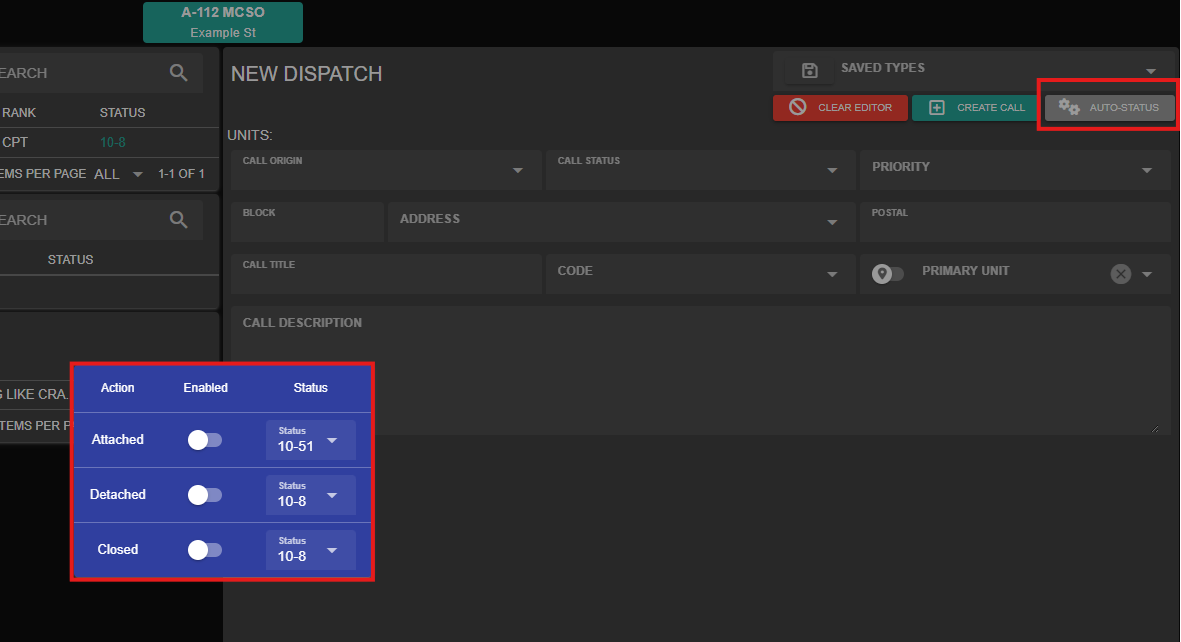 A-112 MCSO
Example St
EARCH
RANK STATUS
CPT 10-8
EMS PER PAGE ALL 1-1 OF 1
EARCH
STATUS
G LIKE CRA...
TEMS PER P
NEW DISPATCH
SAVED TYPES
CLEAR EDITOR CREATE CALL AUTO-STATUS
UNITS:
CALL ORIGIN CALL STATUS PRIORITY
BLOCK ADDRESS POSTAL
CALL TITLE CODE PRIMARY UNIT
CALL DESCRIPTION
Action Enabled Status
Attached Status
10-51
Detached Status
10-8
Closed Status
10-8